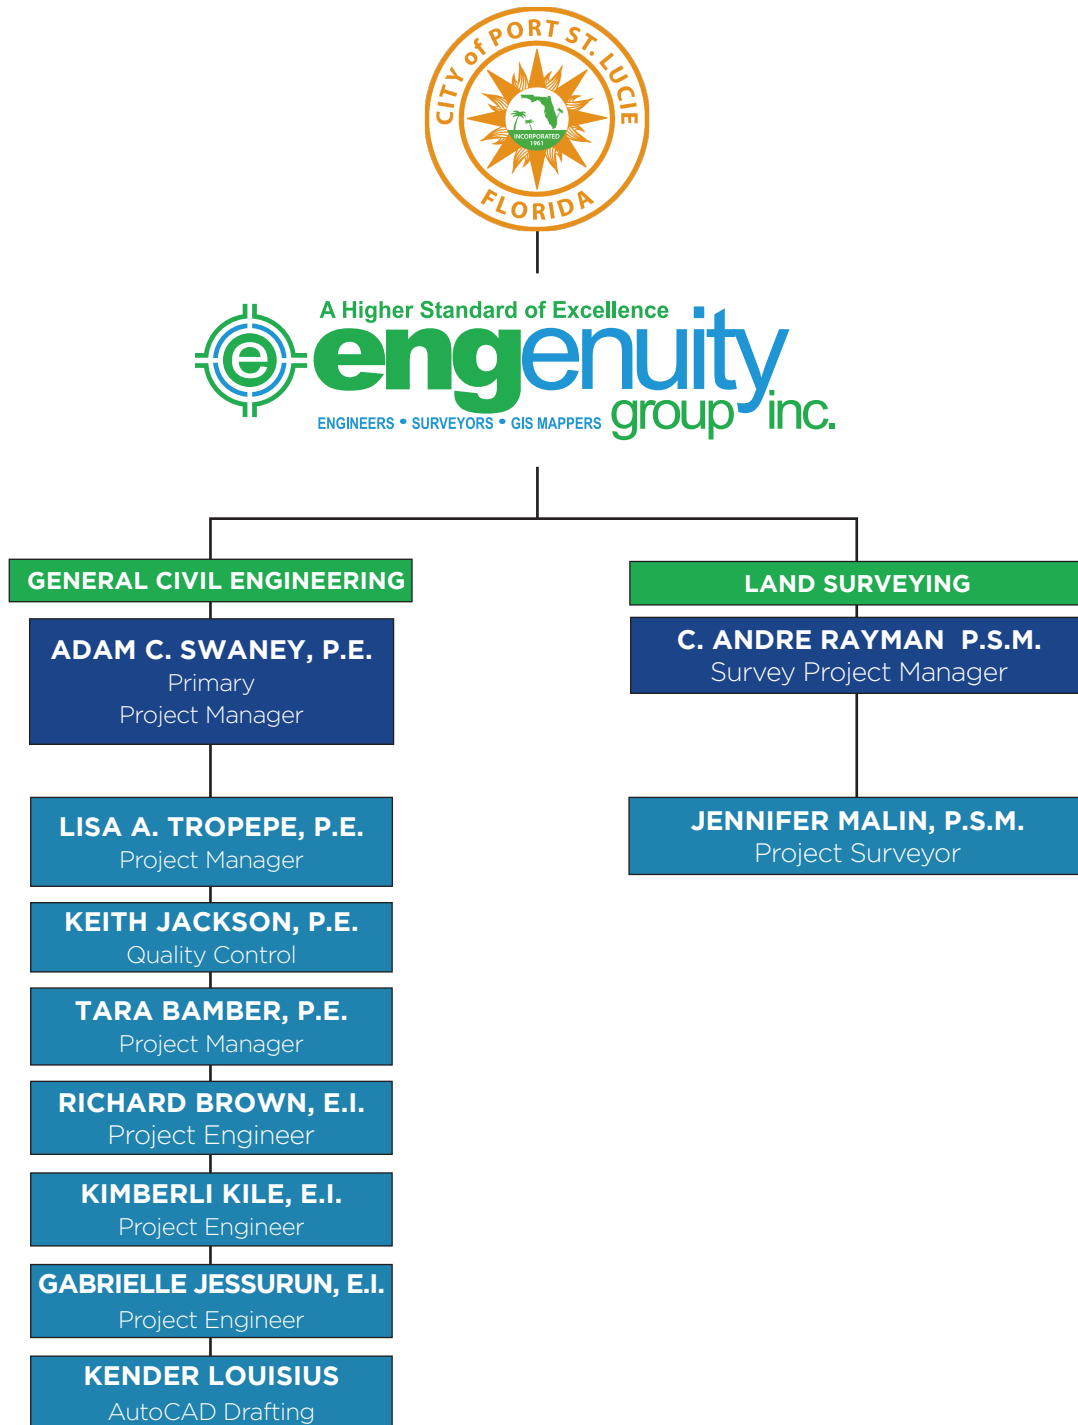 CITY of PORT ST. LUCIE
INCORPORATED
1961
FLORIDA
A Higher Standard of Excellence
e engenuity
group inc.
ENGINEERS • SURVEYORS • GIS MAPPERS
GENERAL CIVIL ENGINEERING
ADAM C. SWANEY, P.E.
Primary
Project Manager
LISA A. TROPEPE, P.E.
Project Manager
KEITH JACKSON, P.E.
Quality Control
TARA BAMBER, P.E.
Project Manager
RICHARD BROWN, E.I.
Project Engineer
KIMBERLI KILE, E.I.
Project Engineer
GABRIELLE JESSURUN, E.I.
Project Engineer
KENDER LOUISIUS
AutoCAD Drafting
LAND SURVEYING
C. ANDRE RAYMAN  P.S.M.
Survey Project Manager
JENNIFER MALIN, P.S.M.
Project Surveyor